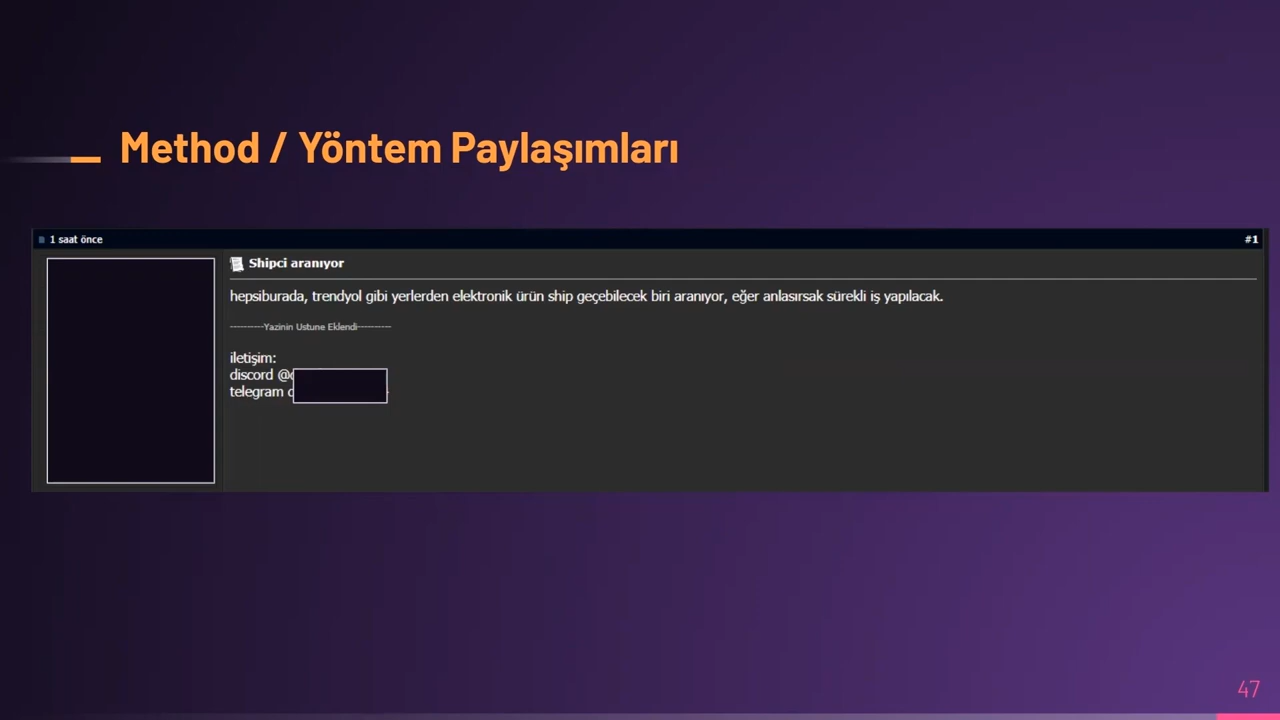 Method / Yöntem Paylaşımları
1 saat önce
#1
Shipci aranıyor
hepsiburada, trendyol gibi yerlerden elektronik ürün ship geçebilecek biri aranıyor, eğer anlasırsak sürekli iş yapılacak.
----------Yazinin Ustune Eklendi----------
iletişim:
discord @
telegram
47